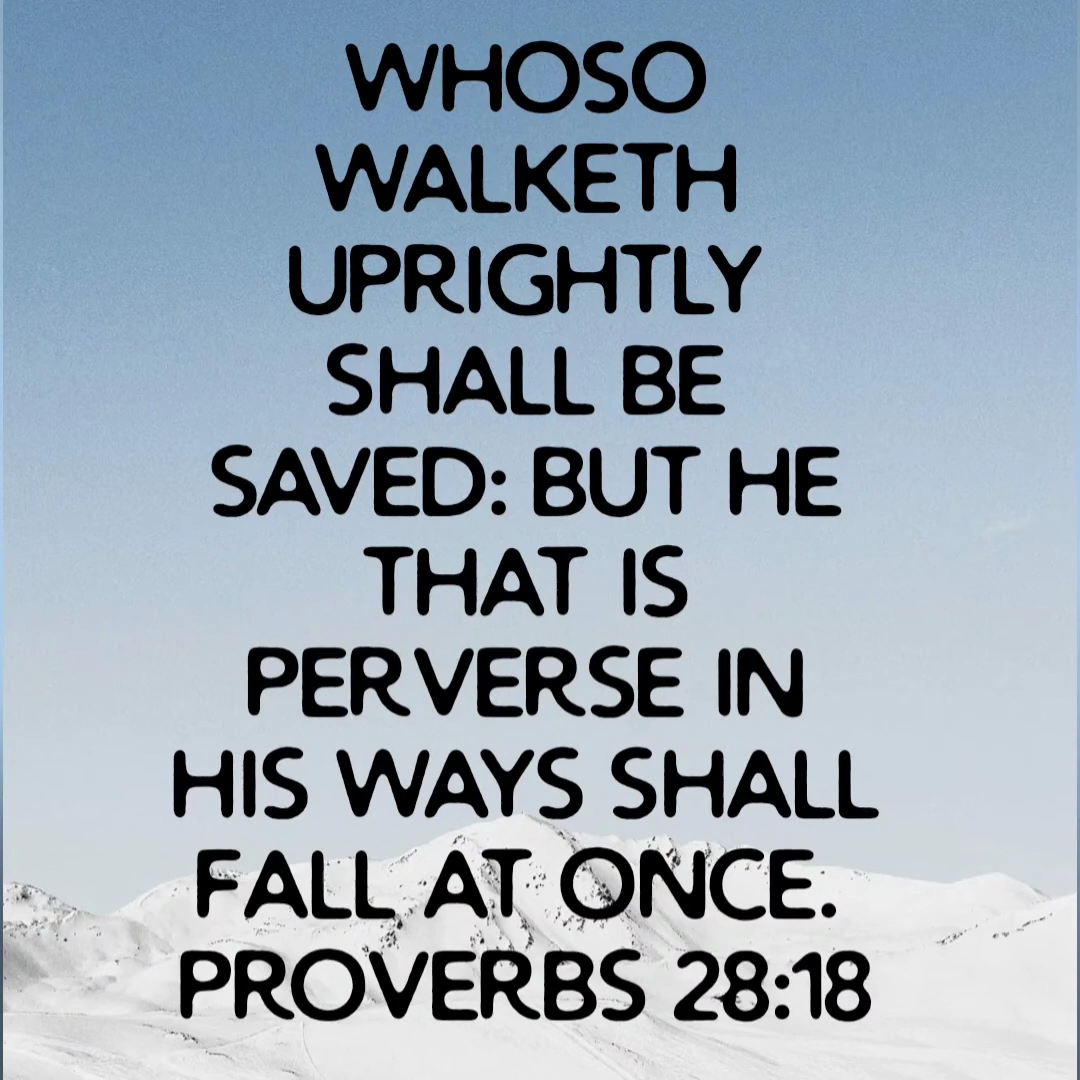 WHOSO
WALKETH
UPRIGHTLY
SHALL BE
SAVED: BUT HE
THAT IS
PERVERSE IN
HIS WAYS SHALL
FALL AT ONCE.
PROVERBS 28:18